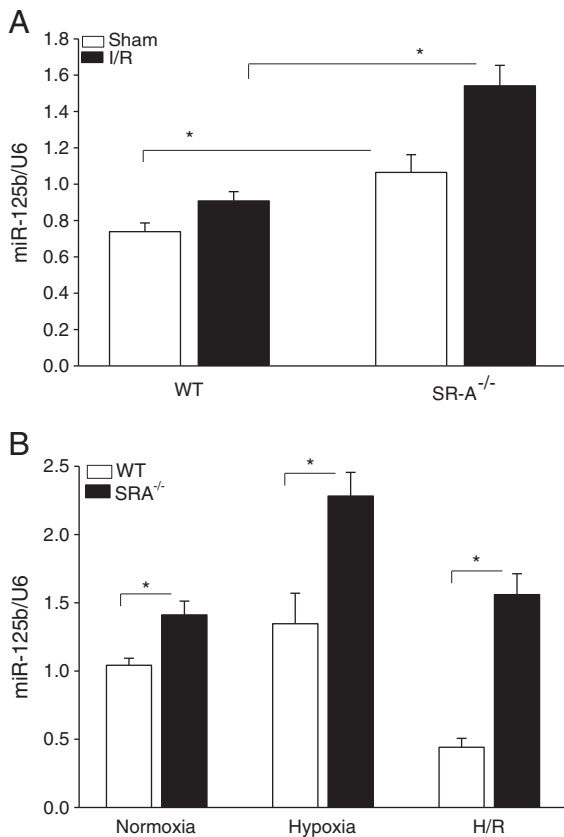 A
Sham
I/R
miR-125b/U6
1.8
1.6
1.4
1.2
1.0
0.8
0.6
0.4
0.2
0.0
*
*
WT
SR-A-/-
B
WT
SRA-/-
miR-125b/U6
2.5
2.0
1.5
1.0
0.5
0.0
*
*
*
Normoxia
Hypoxia
H/R